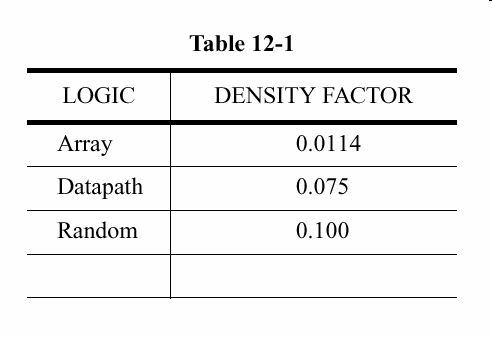 Table 12-1
LOGIC DENSITY FACTOR
Array 0.0114
Datapath 0.075
Random 0.100